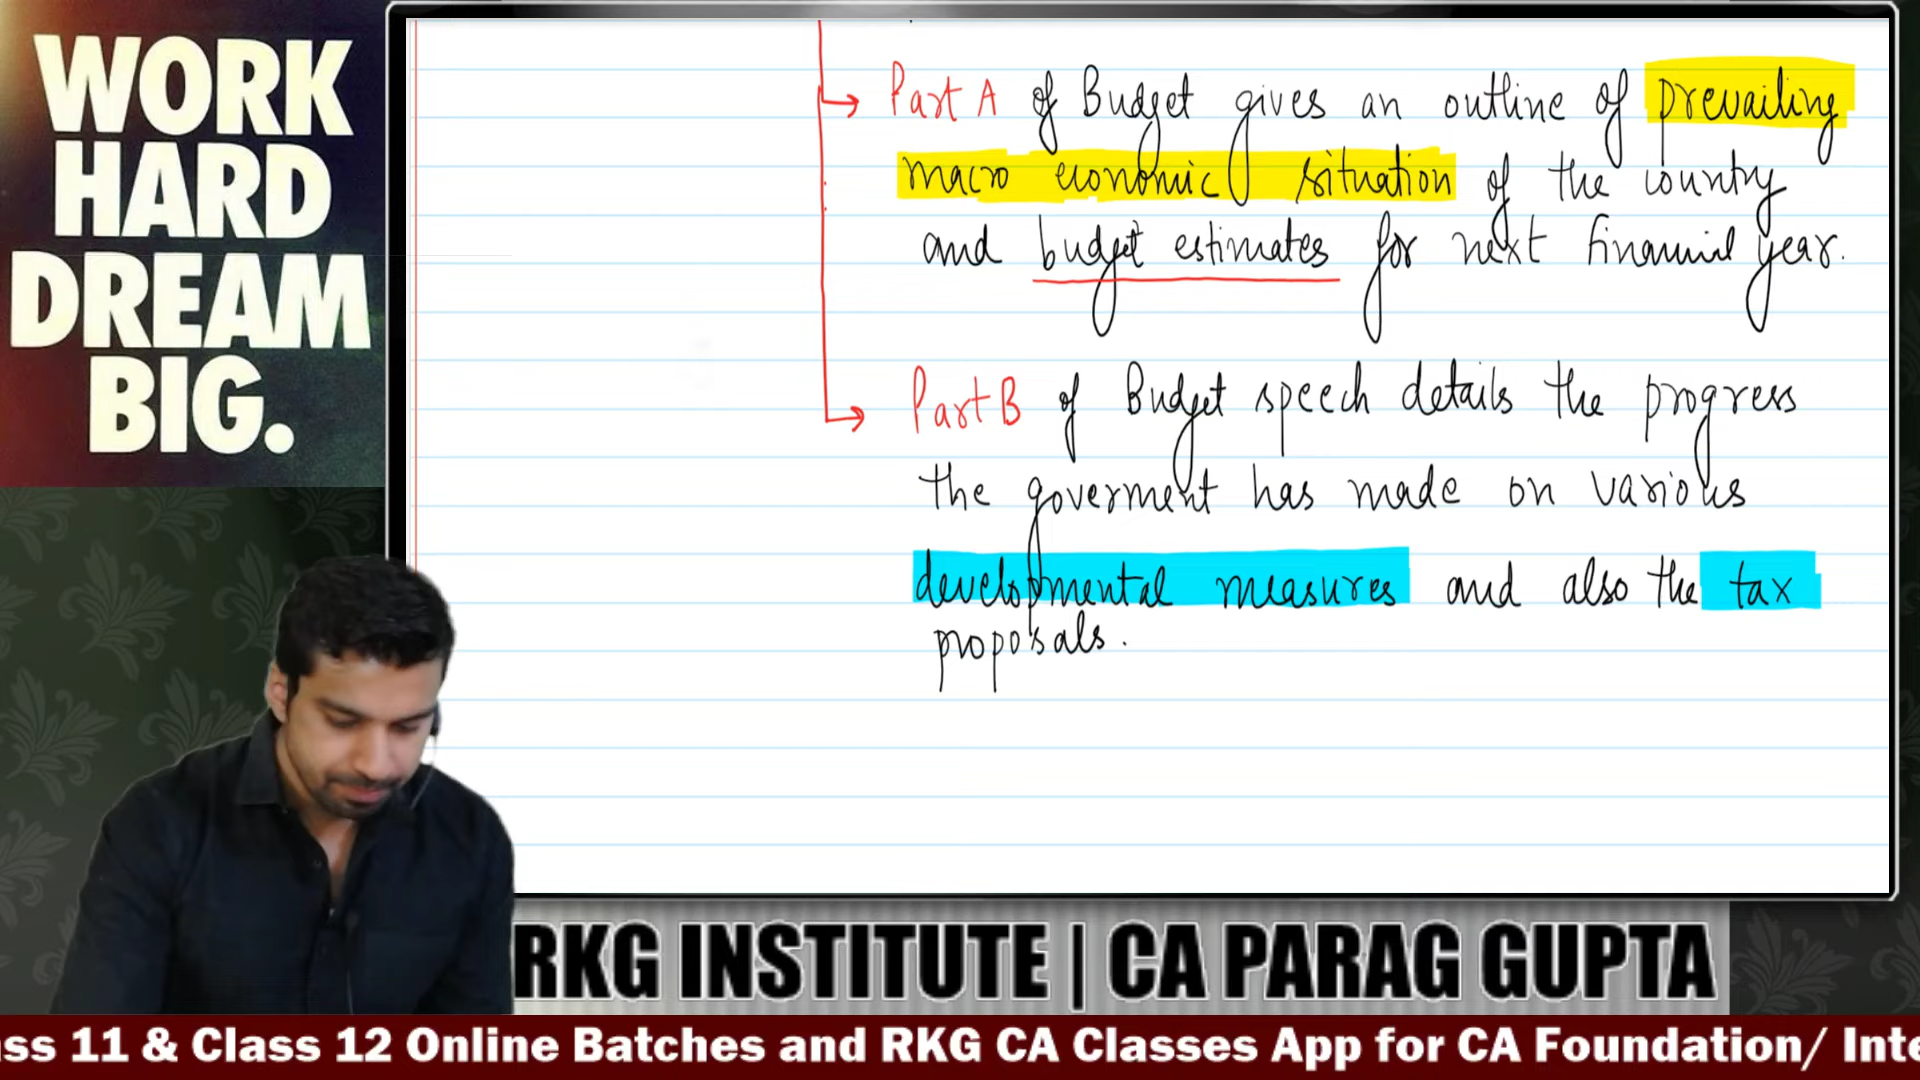 WORK
HARD
DREAM
BIG.
Part A of Budget gives an outline of prevailing
macro economic situation of the country
and budget estimates for next financial year.
Part B of Budget speech details the progress
the goverment has made on various
developmental measures and also the tax
proposals.
RKG INSTITUTE | CA PARAG GUPTA
ss 11 & Class 12 Online Batches and RKG CA Classes App for CA Foundation/ Inte